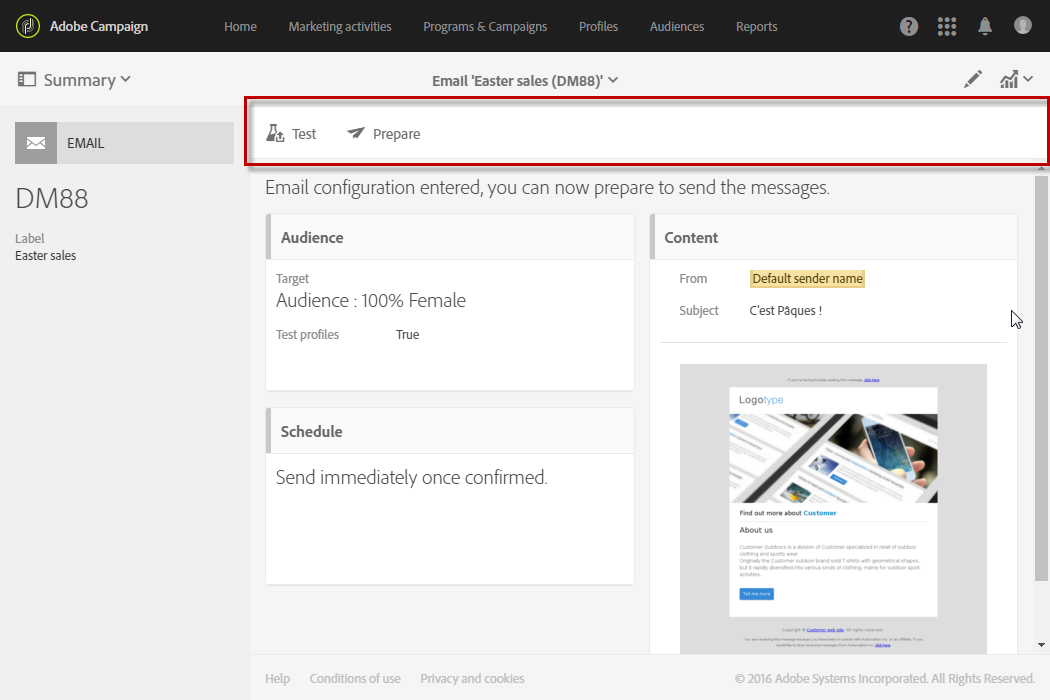 Adobe Campaign
Home
Marketing activities
Programs & Campaigns
Profiles
Audiences
Reports
Summary
Email 'Easter sales (DM88)'
EMAIL
Test
Prepare
DM88
Label
Easter sales
Email configuration entered, you can now prepare to send the messages.
Audience
Target
Audience : 100% Female
Test profiles True
Schedule
Send immediately once confirmed.
Content
From Default sender name
Subject C'est Pâques !
If you're having trouble reading this message, click here.
Logotype
Find out more about Customer
About us
Customer Outdoors is a division of Customer specialized in retail of outdoor
clothing and sports wear.
Originally the Customer outdoor brand sold T-shirts with geometrical shapes,
but it rapidly diversified into various kinds of clothing, mainly for outdoor sport
activities.
Tell me more
Copyright © Customer web site. All rights reserved.
You are receiving this message because you have been in contact with Automation Inc. or an affiliate. If you
would like to stop receiving messages from Automation Inc. click here.
Help
Conditions of use
Privacy and cookies
© 2016 Adobe Systems Incorporated. All Rights Reserved.